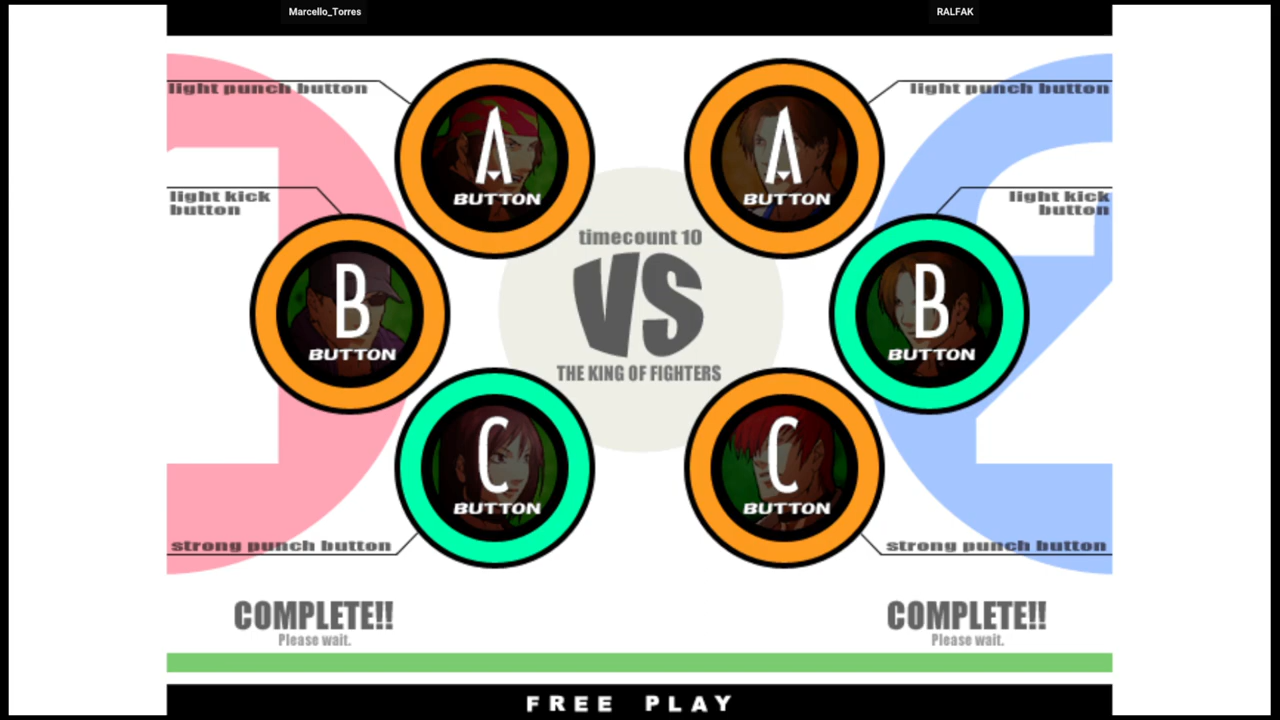 Marcello_Torres
RALFAK
light punch button
A
BUTTON
A
BUTTON
light punch button
light kick
button
B
BUTTON
timecount 10
VS
THE KING OF FIGHTERS
light kick
button
B
BUTTON
C
BUTTON
C
BUTTON
strong punch button
strong punch button
COMPLETE!!
Please wait.
COMPLETE!!
Please wait.
FREE PLAY